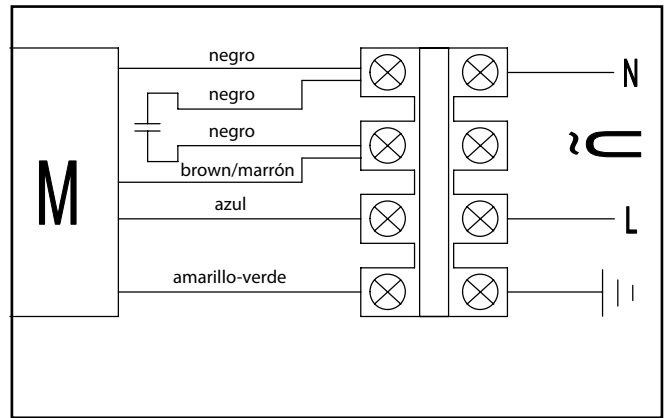 negro
N
negro
negro
~U
brown/marrón
M
azul
L
amarillo-verde